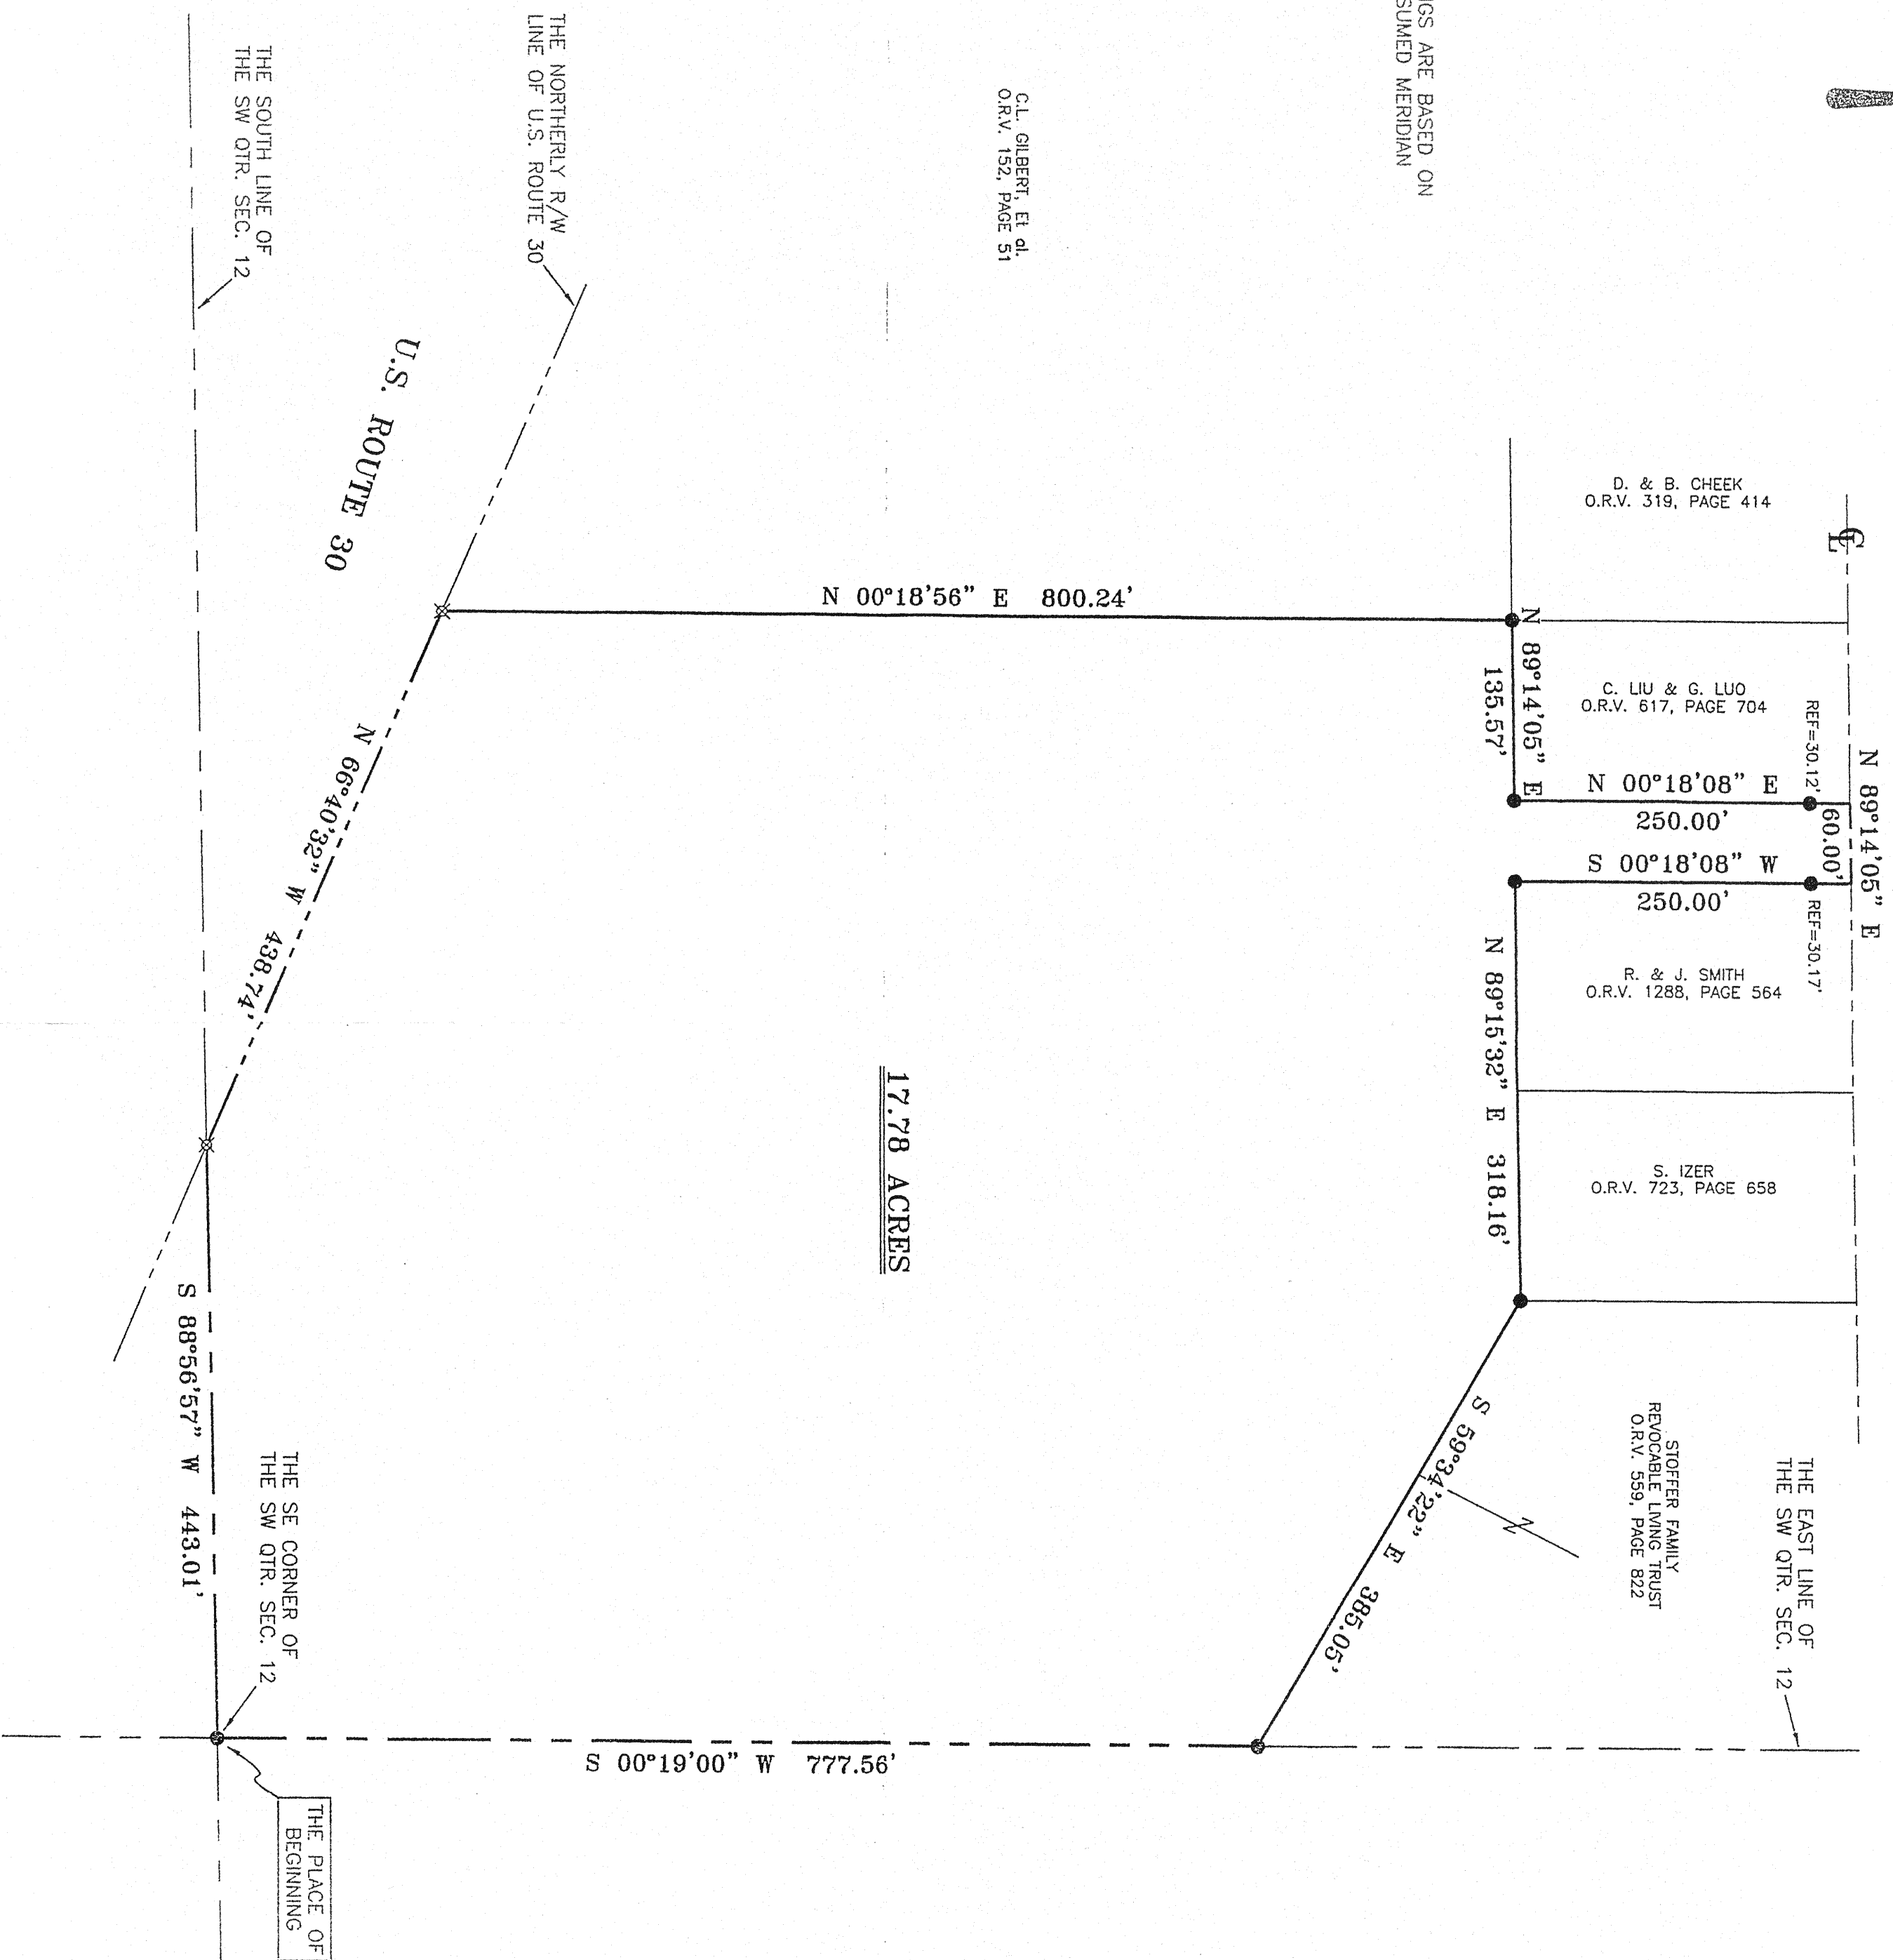 GS ARE BASED ON
SUMED MERIDIAN
C.L. GILBERT, Et al.
O.R.V. 152, PAGE 51
THE NORTHERLY R/W
LINE OF U.S. ROUTE 30
THE SOUTH LINE OF
THE SW QTR. SEC. 12
U.S. ROUTE 30
D. & B. CHEEK
O.R.V. 319, PAGE 414
CL
N 00°18'56" E 800.24'
N 89°14'05" E
135.57'
C. LIU & G. LUO
O.R.V. 617, PAGE 704
REF=30.12'
N 89°14'05" E
60.00'
N 00°18'08" E
250.00'
S 00°18'08" W
250.00'
REF=30.17'
R. & J. SMITH
O.R.V. 1288, PAGE 564
N 89°15'32" E 318.16'
S. IZER
O.R.V. 723, PAGE 658
N 66°40'32" W 438.74'
17.78 ACRES
S 59°34'22" E 385.05'
STOFFER FAMILY
REVOCABLE LIVING TRUST
O.R.V. 559, PAGE 822
THE EAST LINE OF
THE SW QTR. SEC. 12
S 88°56'57" W 443.01'
THE SE CORNER OF
THE SW QTR. SEC. 12
S 00°19'00" W 777.56'
THE PLACE OF
BEGINNING